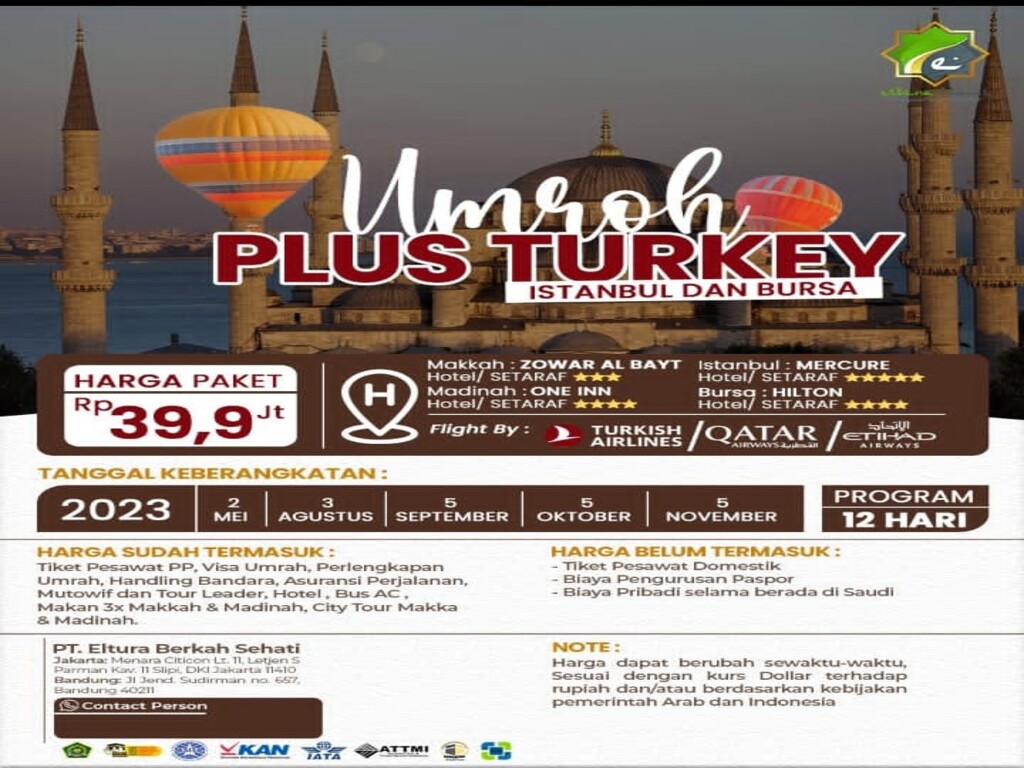 Umroh
PLUS TURKEY
ISTANBUL DAN BURSA
HARGA PAKET
Rp 39,9 Jt
H
Makkah : ZOWAR AL BAYT
Hotel/ SETARAF
Madinah : ONE INN
Hotel/ SETARAF
Istanbul : MERCURE
Hotel/ SETARAF
Bursa : HILTON
Hotel/ SETARAF
Flight By :
TURKISH
AIRLINES
QATAR
AIRWAYS القطرية
الإتحاد
ETIHAD
AIRWAYS
TANGGAL KEBERANGKATAN :
2023
2
MEI
3
AGUSTUS
5
SEPTEMBER
5
OKTOBER
5
NOVEMBER
PROGRAM
12 HARI
HARGA SUDAH TERMASUK :
Tiket Pesawat PP, Visa Umrah, Perlengkapan
Umrah, Handling Bandara, Asuransi Perjalanan,
Mutowif dan Tour Leader, Hotel , Bus AC ,
Makan 3x Makkah & Madinah, City Tour Makka
& Madinah.
HARGA BELUM TERMASUK :
- Tiket Pesawat Domestik
- Biaya Pengurusan Paspor
- Biaya Pribadi selama berada di Saudi
PT. Eltura Berkah Sehati
Jakarta: Menara Citicon Lt. 11, Letjen S
Parman Kav. 11 Slipi, DKI Jakarta 11410
Bandung: Jl Jend. Sudirman no. 657,
Bandung 40211
Contact Person
NOTE :
Harga dapat berubah sewaktu-waktu,
Sesuai dengan kurs Dollar terhadap
rupiah dan/atau berdasarkan kebijakan
pemerintah Arab dan Indonesia
KAN
IATA
ATTMI